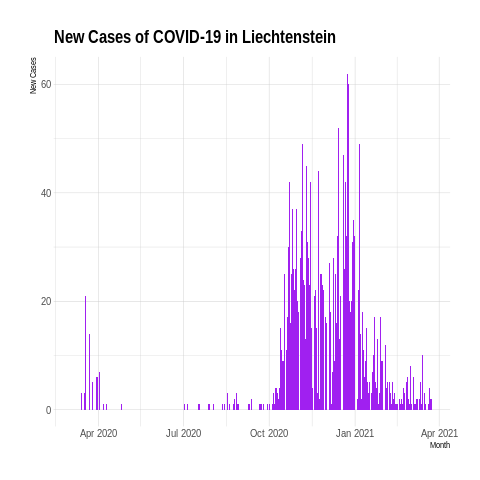 New Cases of COVID-19 in Liechtenstein
New Cases
60
40
20
0
Apr 2020
Jul 2020
Oct 2020
Jan 2021
Apr 2021
Month